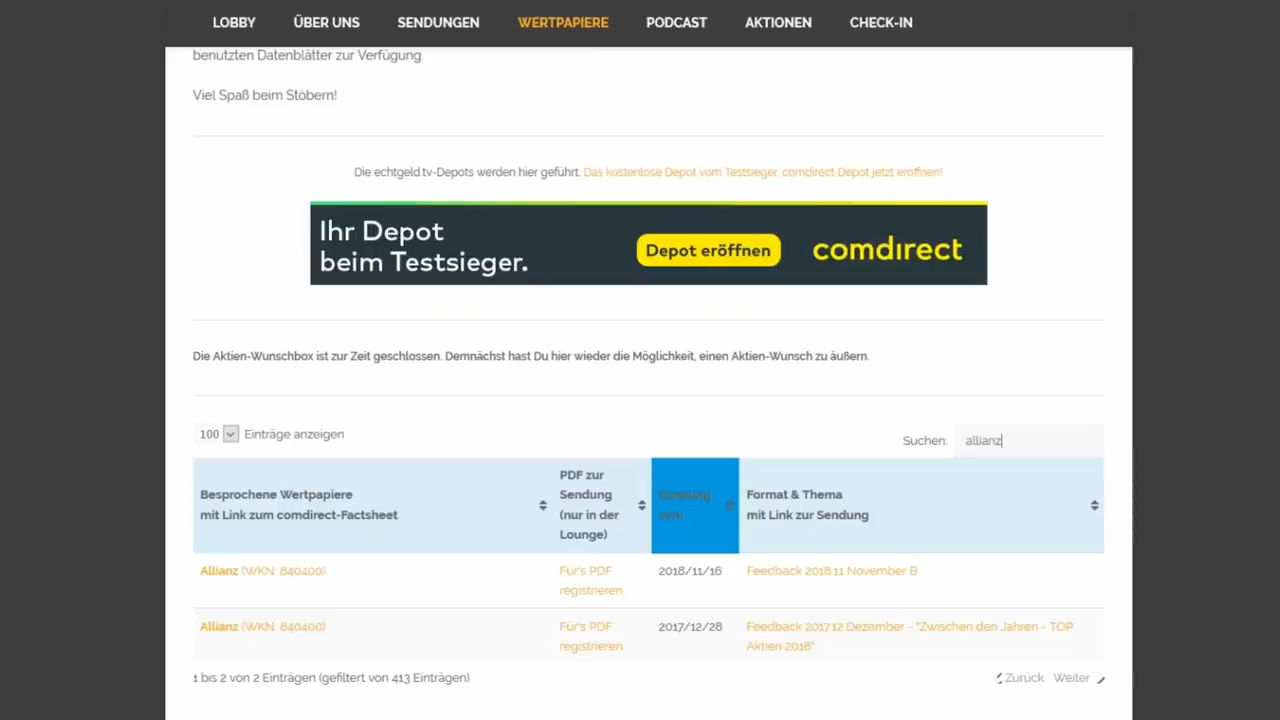 LOBBY ÜBER UNS SENDUNGEN WERTPAPIERE PODCAST AKTIONEN CHECK-IN
benutzten Datenblätter zur Verfügung.
Viel Spaß beim Stöbern!
Die echtgeld.tv-Depots werden hier geführt. Das kostenlose Depot vom Testsieger. comdirect Depot jetzt eröffnen!
Ihr Depot
beim Testsieger.
Depot eröffnen
comdirect
Die Aktien-Wunschbox ist zur Zeit geschlossen. Demnächst hast Du hier wieder die Möglichkeit, einen Aktien-Wunsch zu äußern.
100 Einträge anzeigen
Suchen: allianz
Besprochene Wertpapiere
mit Link zum comdirect-Factsheet
PDF zur
Sendung
(nur in der
Lounge)
Sendung
vom
Format & Thema
mit Link zur Sendung
Allianz (WKN: 840400)
Für's PDF
registrieren
2018/11/16
Feedback 2018.11 November B
Allianz (WKN: 840400)
Für's PDF
registrieren
2017/12/28
Feedback 2017.12 Dezember - "Zwischen den Jahren - TOP
Aktien 2018"
1 bis 2 von 2 Einträgen (gefiltert von 413 Einträgen)
Zurück Weiter